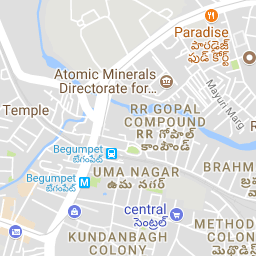 Paradise
పారడైజ్
ఫుడ్ కోర్ట్
Atomic Minerals
Directorate for...
Mayuri Marg
Temple
RR GOPAL
COMPOUND
RR గోపాల్
కాంపౌండ్
Begumpet
బేగంపేట్
BRAHM
UMA NAGAR
ఉమ నగర్
Begumpet
బేగంపేట్
M
central
సెంట్రల్
METHOD
COLON
మెథొడిస్
KUNDANBAGH
COLONY